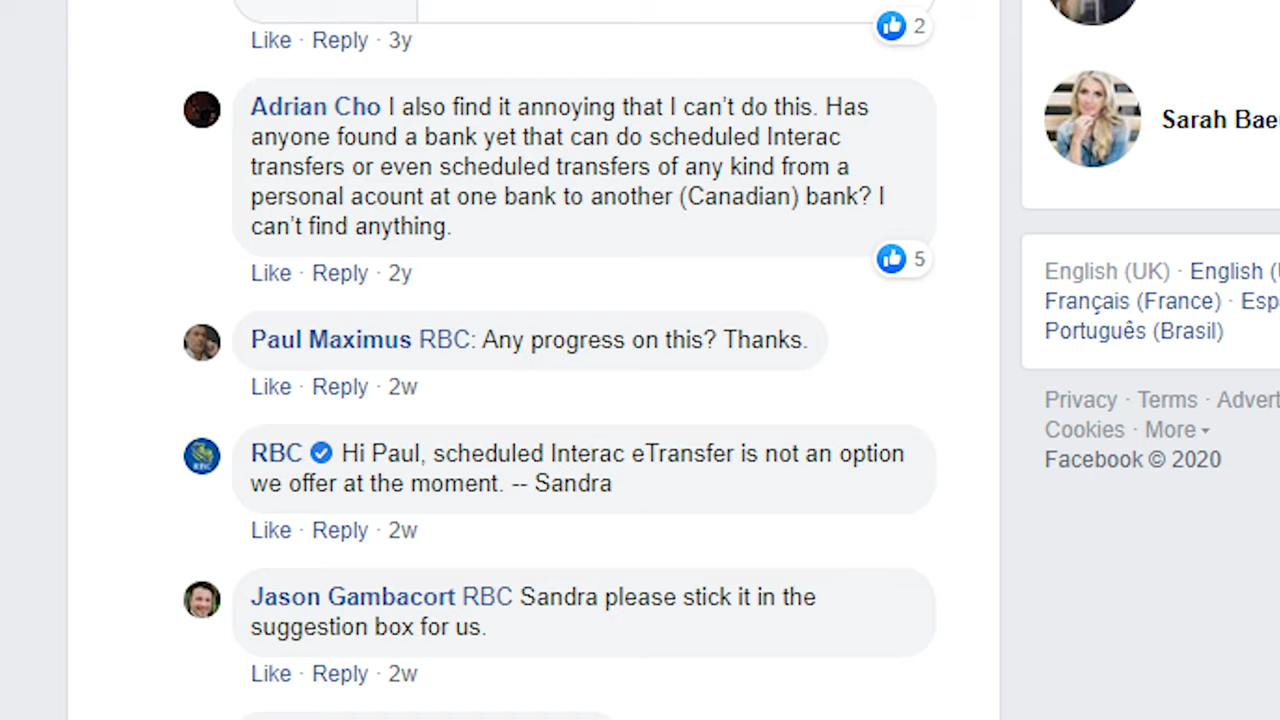 Like · Reply · 3y
2
Adrian Cho I also find it annoying that I can't do this. Has
anyone found a bank yet that can do scheduled Interac
transfers or even scheduled transfers of any kind from a
personal acount at one bank to another (Canadian) bank? I
can't find anything.
5
Like · Reply · 2y
Paul Maximus RBC: Any progress on this? Thanks.
Like · Reply · 2w
RBC Hi Paul, scheduled Interac eTransfer is not an option
we offer at the moment. -- Sandra
Like · Reply · 2w
Jason Gambacort RBC Sandra please stick it in the
suggestion box for us.
Like · Reply · 2w
Sarah Bae
English (UK) · English (
Français (France) · Esp
Português (Brasil)
Privacy · Terms · Advert
Cookies · More
Facebook © 2020